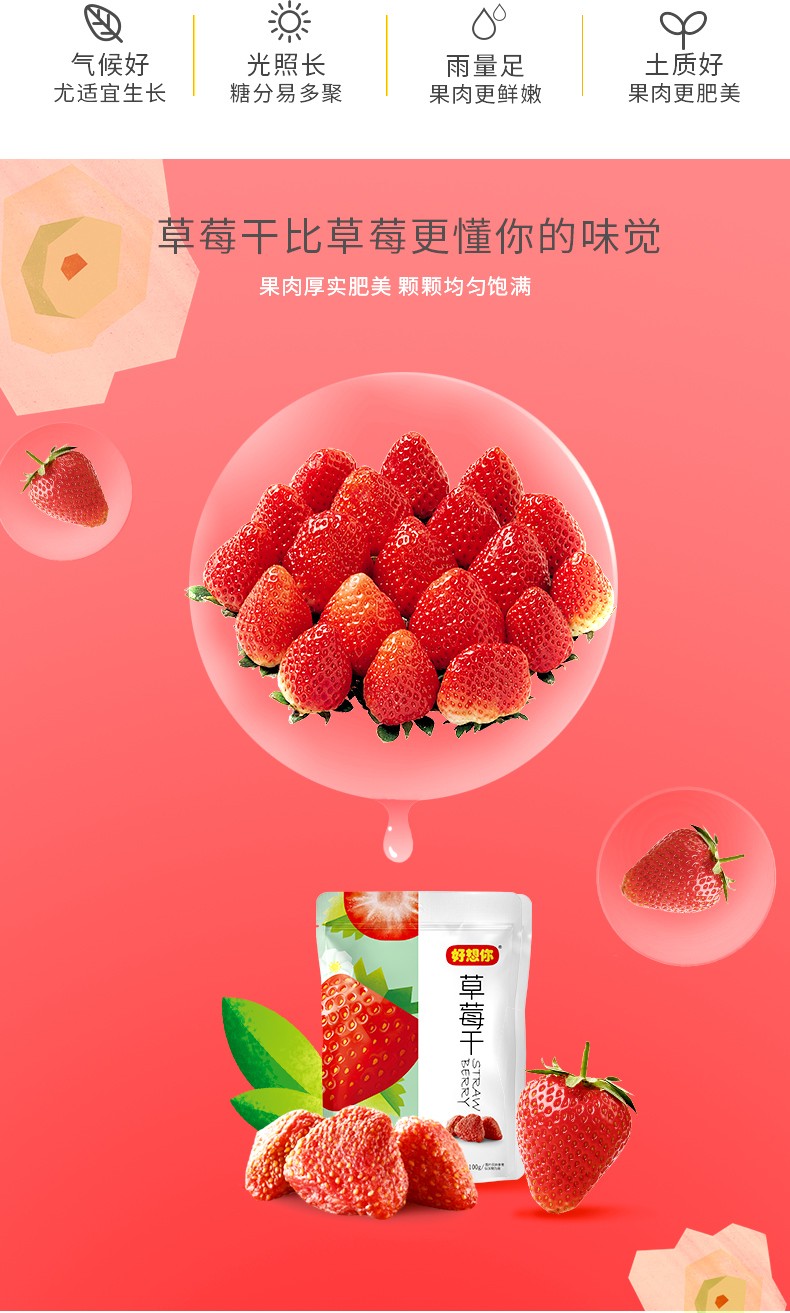 气候好
尤适宜生长
光照长
糖分易多聚
雨量足
果肉更鲜嫩
土质好
果肉更肥美
草莓干比草莓更懂你的味觉
果肉厚实肥美 颗颗均匀饱满
好想你
草莓干
STRAW
BERRY
100g/